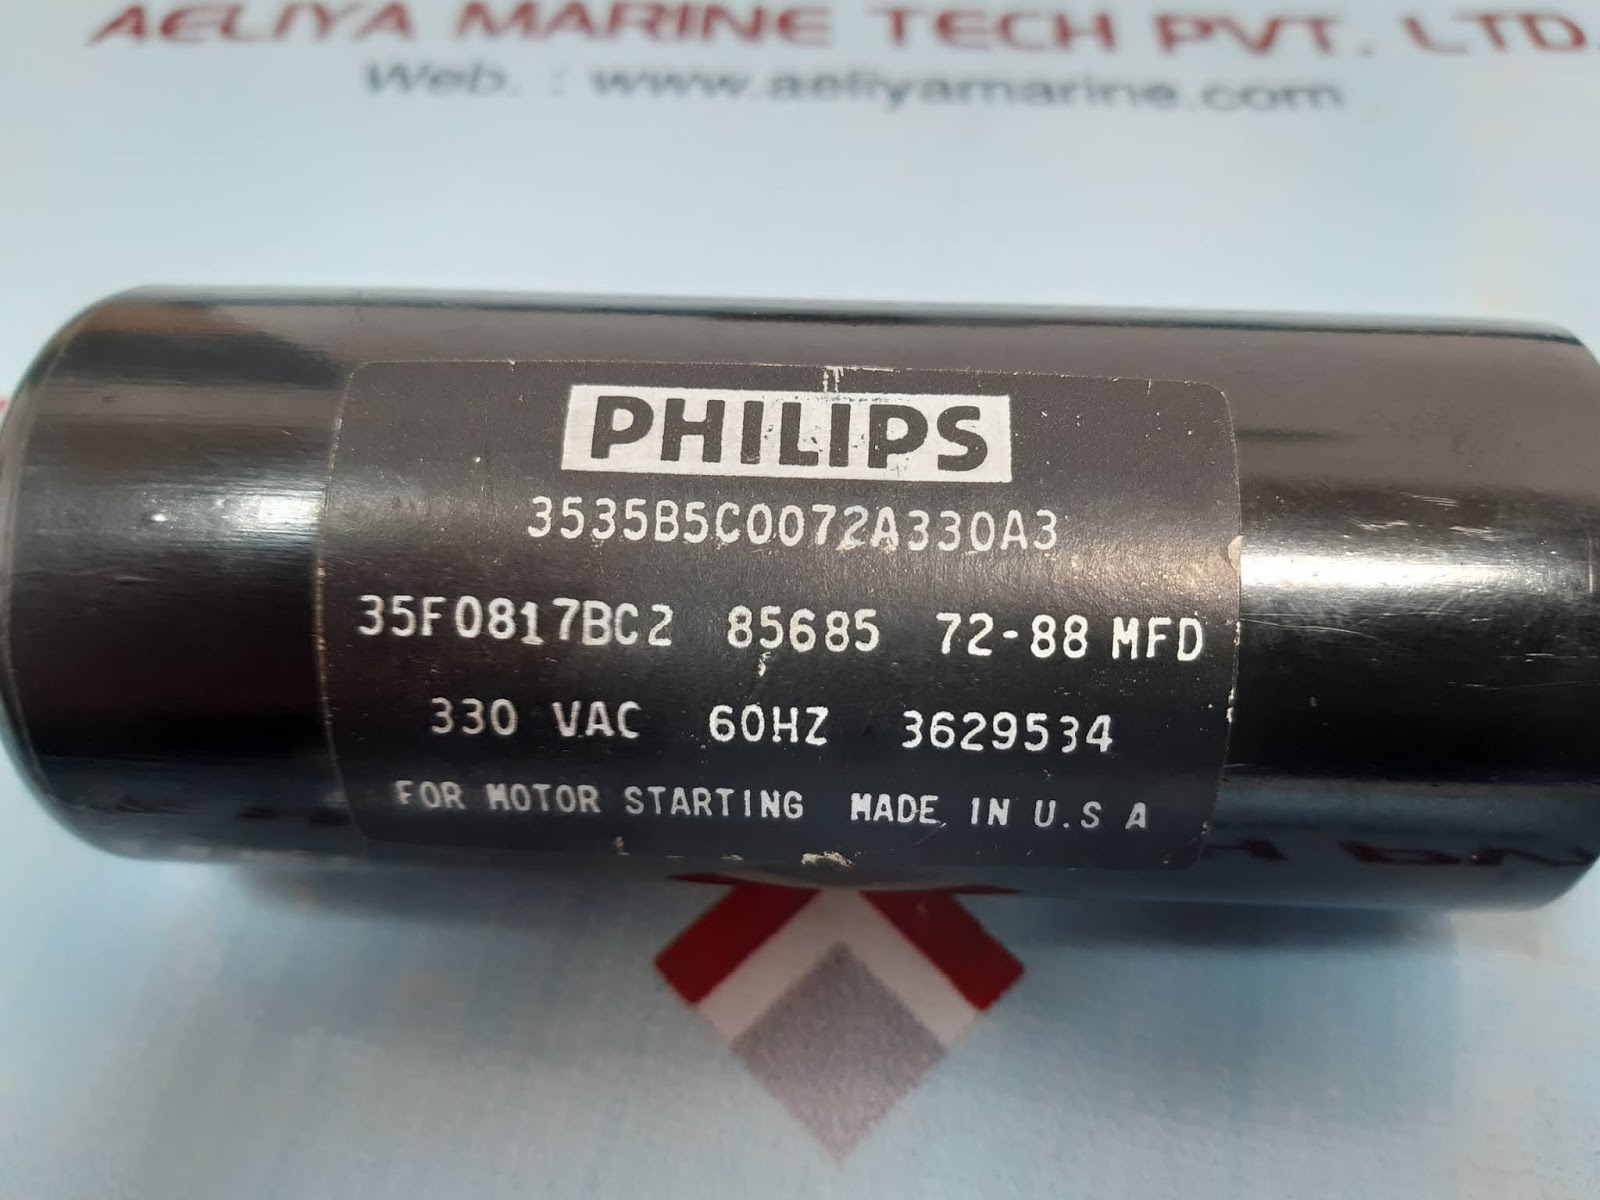 AELIYA MARINE TECH PVT. LTD.
Web. : www.aeliyamarine.com
PHILIPS
3535B5C0072A330A3
35F0817BC2 85685 72-88 MFD
330 VAC 60HZ 3629534
FOR MOTOR STARTING MADE IN U.S A